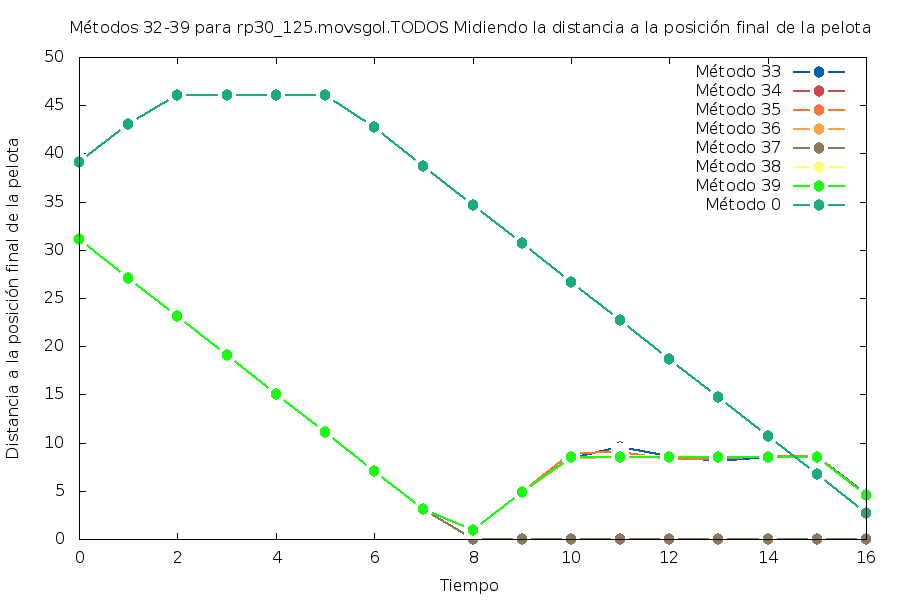 Métodos 32-39 para rp30_125.movsgol.TODOS Midiendo la distancia a la posición final de la pelota
Distancia a la posición final de la pelota
50
45
40
35
30
25
20
15
10
5
0
Método 33
Método 34
Método 35
Método 36
Método 37
Método 38
Método 39
Método 0
0 2 4 6 8 10 12 14 16
Tiempo